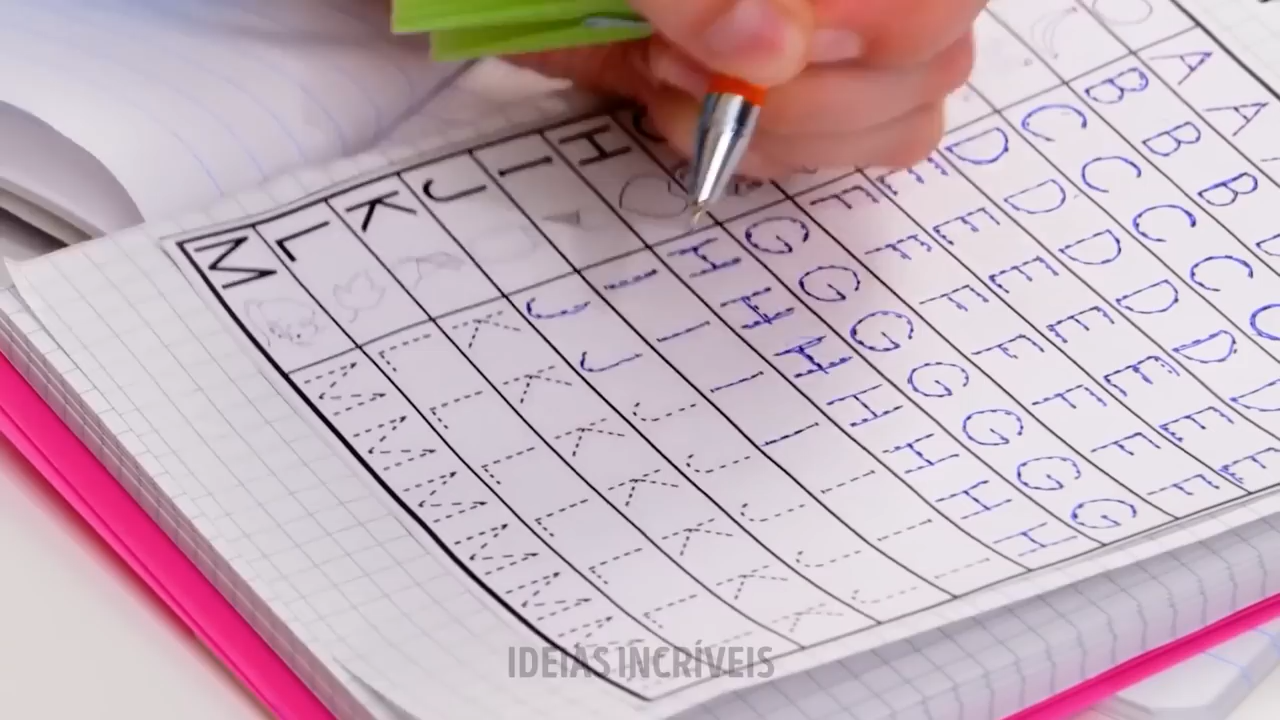 A A
B B B B
C C C C C
D D D D D D
E E E E E E E
F F F F F F F
G G G G G G G
H H H H H H H H
I I I I I I I I
J J J J J J J J
K K K K K K K K
L L L L L L L L
M M M M M M M
IDEIAS INCRÍVEIS